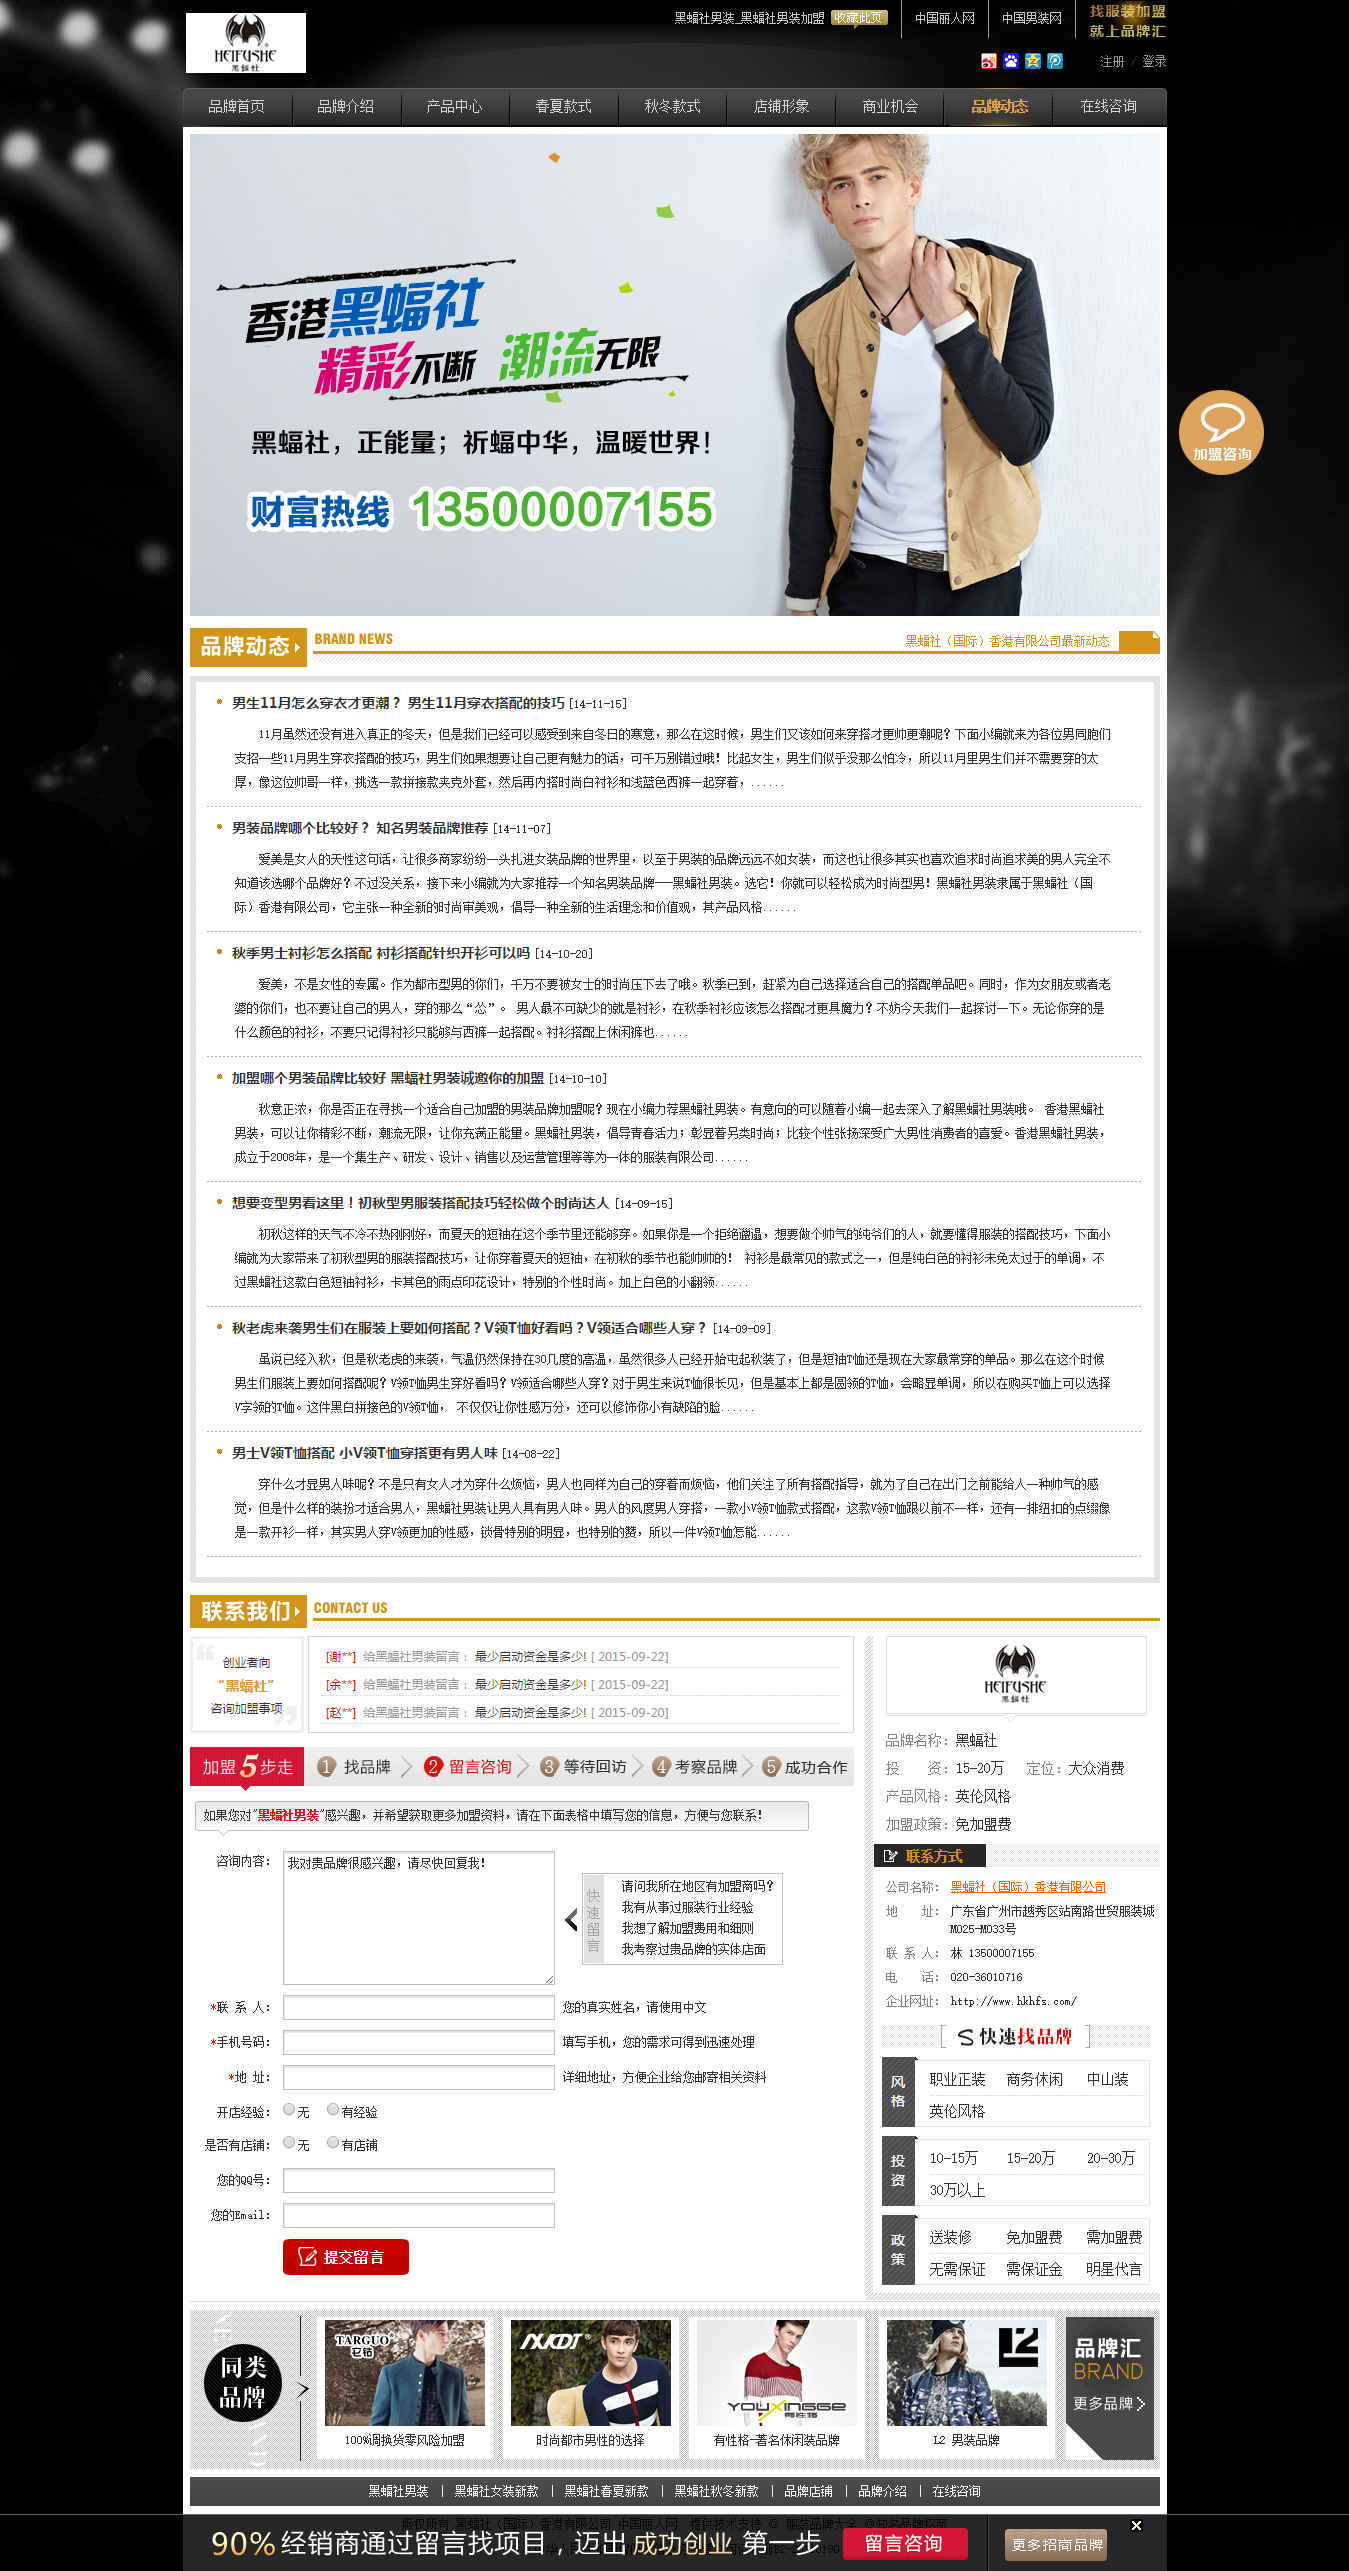 HEIFUSHE
黑蝠社
黑蝠社男装_黑蝠社男装加盟
收藏此页
中国丽人网
中国男装网
找服装加盟
就上品牌汇
注册 / 登录
品牌首页
品牌介绍
产品中心
春夏款式
秋冬款式
店铺形象
商业机会
品牌动态
在线咨询
香港黑蝠社
精彩不断 潮流无限
黑蝠社，正能量；祈蝠中华，温暖世界！
财富热线 13500007155
加盟咨询
品牌动态
BRAND NEWS
黑蝠社（国际）香港有限公司最新动态
男生11月怎么穿衣才更潮？ 男生11月穿衣搭配的技巧 [14-11-15]
11月虽然还没有进入真正的冬天，但是我们已经可以感受到来自冬日的寒意，那么在这时候，男生们又该如何来穿搭才更帅更潮呢？下面小编就来为各位男同胞们
支招一些11月男生穿衣搭配的技巧，男生们如果想要让自己更有魅力的话，可千万别错过哦！比起女生，男生们似乎没那么怕冷，所以11月里男生们并不需要穿的太
厚，像这位帅哥一样，挑选一款拼接款夹克外套，然后再内搭时尚白衬衫和浅蓝色西裤一起穿着，......
男装品牌哪个比较好？ 知名男装品牌推荐 [14-11-07]
爱美是女人的天性这句话，让很多商家纷纷一头扎进女装品牌的世界里，以至于男装的品牌远远不如女装，而这也让很多其实也喜欢追求时尚追求美的男人完全不
知道该选哪个品牌好？不过没关系，接下来小编就为大家推荐一个知名男装品牌——黑蝠社男装。选它！你就可以轻松成为时尚型男！黑蝠社男装隶属于黑蝠社（国
际）香港有限公司，它主张一种全新的时尚审美观，倡导一种全新的生活理念和价值观，其产品风格......
秋季男士衬衫怎么搭配 衬衫搭配针织开衫可以吗 [14-10-20]
爱美，不是女性的专属。作为都市型男的你们，千万不要被女士的时尚压下去了哦。秋季已到，赶紧为自己选择适合自己的搭配单品吧。同时，作为女朋友或者老
婆的你们，也不要让自己的男人，穿的那么“怂”。 男人最不可缺少的就是衬衫，在秋季衬衫应该怎么搭配才更具魔力？不妨今天我们一起探讨一下。无论你穿的是
什么颜色的衬衫，不要只记得衬衫只能够与西裤一起搭配。衬衫搭配上休闲裤也......
加盟哪个男装品牌比较好 黑蝠社男装诚邀你的加盟 [14-10-10]
秋意正浓，你是否正在寻找一个适合自己加盟的男装品牌加盟呢？现在小编力荐黑蝠社男装。有意向的可以随着小编一起去深入了解黑蝠社男装哦。 香港黑蝠社
男装，可以让你精彩不断，潮流无限，让你充满正能量。黑蝠社男装，倡导青春活力；彰显着另类时尚；比较个性张扬深受广大男性消费者的喜爱。香港黑蝠社男装，
成立于2008年，是一个集生产、研发、设计、销售以及运营管理等等为一体的服装有限公司......
想要变型男看这里！初秋型男服装搭配技巧轻松做个时尚达人 [14-09-15]
初秋这样的天气不冷不热刚刚好，而夏天的短袖在这个季节里还能够穿。如果你是一个拒绝邋遢，想要做个帅气的纯爷们的人，就要懂得服装的搭配技巧，下面小
编就为大家带来了初秋型男的服装搭配技巧，让你穿着夏天的短袖，在初秋的季节也能帅帅的！ 衬衫是最常见的款式之一，但是纯白色的衬衫未免太过于的单调，不
过黑蝠社这款白色短袖衬衫，卡其色的雨点印花设计，特别的个性时尚。加上白色的小翻领......
秋老虎来袭男生们在服装上要如何搭配？V领T恤好看吗？V领适合哪些人穿？ [14-09-09]
虽说已经入秋，但是秋老虎的来袭，气温仍然保持在30几度的高温，虽然很多人已经开始屯起秋装了，但是短袖T恤还是现在大家最常穿的单品。那么在这个时候
男生们服装上要如何搭配呢？V领T恤男生穿好看吗？V领适合哪些人穿？对于男生来说T恤很长见，但是基本上都是圆领的T恤，会略显单调，所以在购买T恤上可以选择
V字领的T恤。这件黑白拼接色的V领T恤， 不仅仅让你性感万分，还可以修饰你小有缺陷的脸......
男士V领T恤搭配 小V领T恤穿搭更有男人味 [14-08-22]
穿什么才显男人味呢？不是只有女人才为穿什么烦恼，男人也同样为自己的穿着而烦恼，他们关注了所有搭配指导，就为了自己在出门之前能给人一种帅气的感
觉，但是什么样的装扮才适合男人，黑蝠社男装让男人具有男人味。男人的风度男人穿搭，一款小V领T恤款式搭配，这款V领T恤跟以前不一样，还有一排纽扣的点缀像
是一款开衫一样，其实男人穿V领更加的性感，锁骨特别的明显，也特别的赞，所以一件V领T恤怎能......
联系我们
CONTACT US
创业者向
“黑蝠社”
咨询加盟事项
[谢**] 给黑蝠社男装留言： 最少启动资金是多少! [ 2015-09-22]
[余**] 给黑蝠社男装留言： 最少启动资金是多少! [ 2015-09-22]
[赵**] 给黑蝠社男装留言： 最少启动资金是多少! [ 2015-09-20]
加盟5步走
1 找品牌
2 留言咨询
3 等待回访
4 考察品牌
5 成功合作
如果您对"黑蝠社男装"感兴趣，并希望获取更多加盟资料，请在下面表格中填写您的信息，方便与您联系！
咨询内容：
我对贵品牌很感兴趣，请尽快回复我！
快速留言
请问我所在地区有加盟商吗？
我有从事过服装行业经验
我想了解加盟费用和细则
我考察过贵品牌的实体店面
*联 系 人： 您的真实姓名，请使用中文
*手机号码： 填写手机，您的需求可得到迅速处理
*地 址： 详细地址，方便企业给您邮寄相关资料
开店经验： 无 有经验
是否有店铺： 无 有店铺
您的QQ号：
您的Email：
提交留言
HEIFUSHE
黑蝠社
品牌名称：黑蝠社
投 资：15-20万 定位：大众消费
产品风格：英伦风格
加盟政策：免加盟费
联系方式
公司名称： 黑蝠社（国际）香港有限公司
地 址： 广东省广州市越秀区站南路世贸服装城
M025-M033号
联 系 人： 林 13500007155
电 话： 020-36010716
企业网址： http://www.hkhfs.com/
快速找品牌
风格
职业正装 商务休闲 中山装
英伦风格
投资
10-15万 15-20万 20-30万
30万以上
政策
送装修 免加盟费 需加盟费
无需保证 需保证金 明星代言
同类
品牌
TARGUO
它钴
100%调换货零风险加盟
NUKDT
时尚都市男性的选择
YOUXINGGE
有性格
有性格-著名休闲装品牌
L2
L2 男装品牌
品牌汇
BRAND
更多品牌
黑蝠社男装 | 黑蝠社女装新款 | 黑蝠社春夏新款 | 黑蝠社秋冬新款 | 品牌店铺 | 品牌介绍 | 在线咨询
版权所有 黑蝠社（国际）香港有限公司 中国丽人网 提供技术支持 © 服装品牌大全 @知名品牌招商
90% 经销商通过留言找项目，迈出成功创业 第一步
留言咨询
更多招商品牌